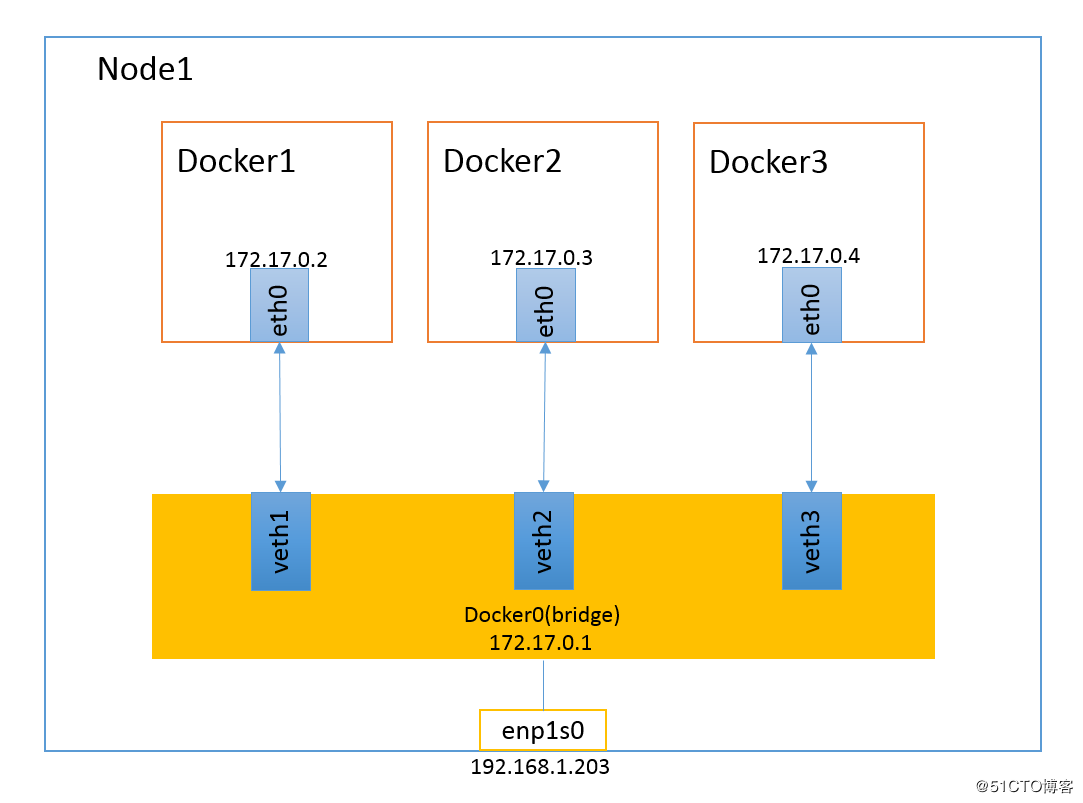 Node1
Docker1
Docker2
Docker3
172.17.0.2
172.17.0.3
172.17.0.4
eth0
eth0
eth0
veth1
veth2
veth3
Docker0(bridge)
172.17.0.1
enp1s0
192.168.1.203
@51CTO博客